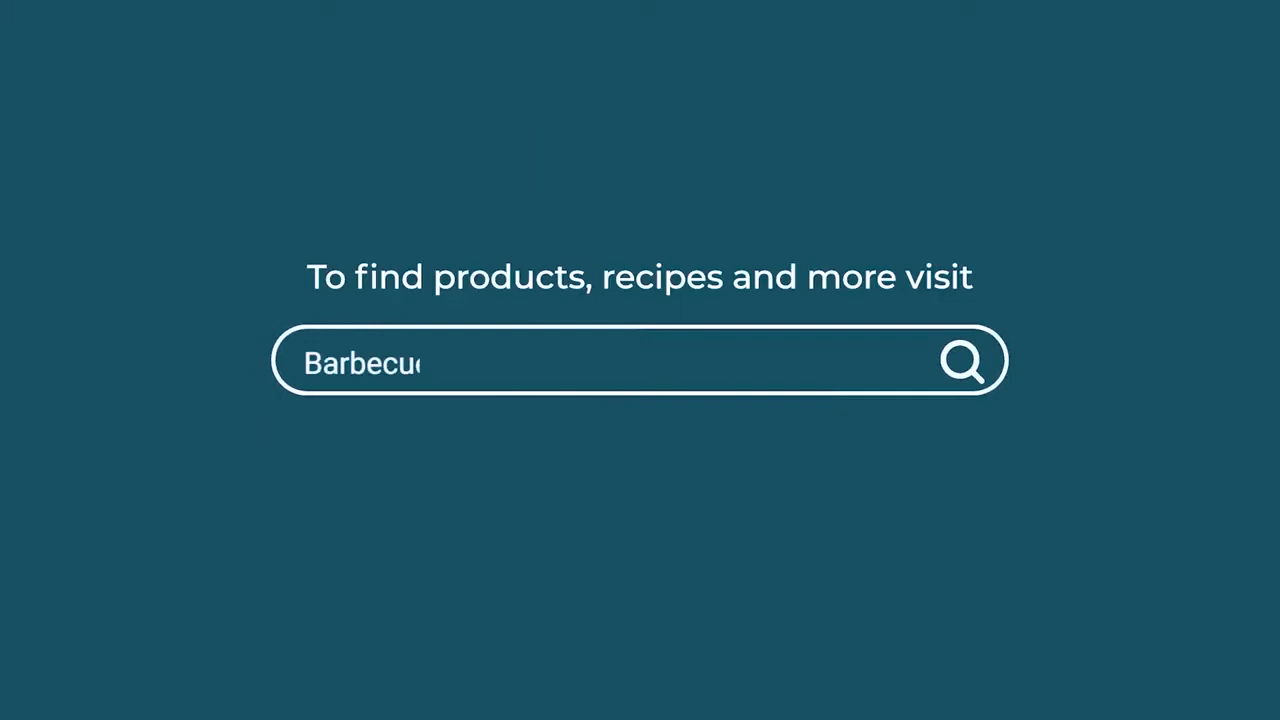 To find products, recipes and more visit
Barbecu